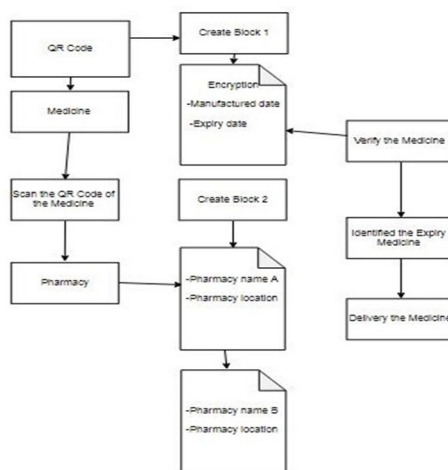 QR Code
Create Block 1
Medicine
Encryption
-Manufactured date
-Expiry date
Verify the Medicine
Scan the QR Code of
the Medicine
Create Block 2
Identified the Expiry
Medicine
Pharmacy
-Pharmacy name A
-Pharmacy location
Delivery the Medicine
-Pharmacy name B
-Pharmacy location